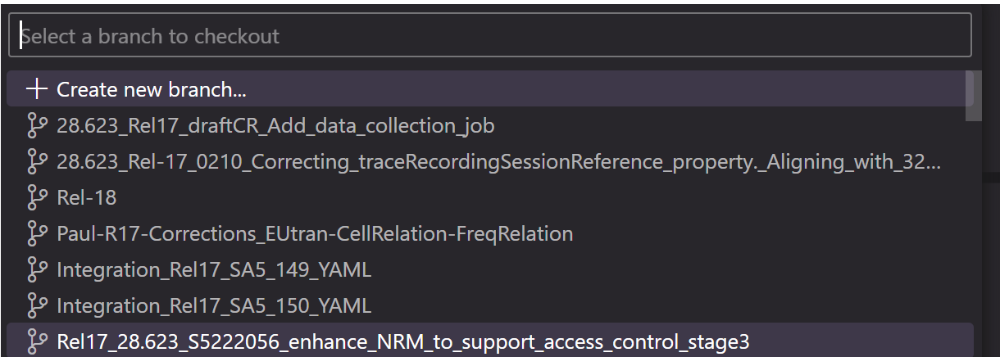 Select a branch to checkout
Create new branch...
28.623_Rel17_draftCR_Add_data_collection_job
28.623_Rel-17_0210_Correcting_traceRecordingSessionReference_property._Aligning_with_32...
Rel-18
Paul-R17-Corrections_EUtran-CellRelation-FreqRelation
Integration_Rel17_SA5_149_YAML
Integration_Rel17_SA5_150_YAML
Rel17_28.623_S5222056_enhance_NRM_to_support_access_control_stage3